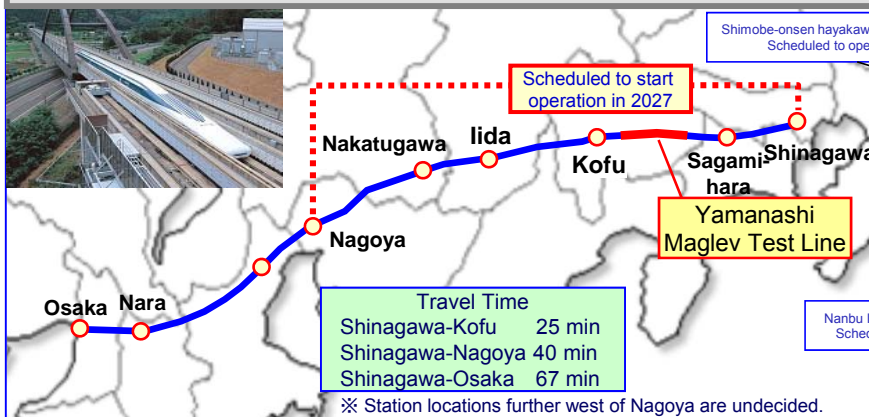 Shimobe-onsen hayakaw
Scheduled to ope
Scheduled to start
operation in 2027
Nakatugawa
Iida
Kofu
Sagami
hara
Shinagawa
Yamanashi
Maglev Test Line
Nagoya
Osaka
Nara
Travel Time
Shinagawa-Kofu 25 min
Shinagawa-Nagoya 40 min
Shinagawa-Osaka 67 min
Nanbu
Sched
※ Station locations further west of Nagoya are undecided.